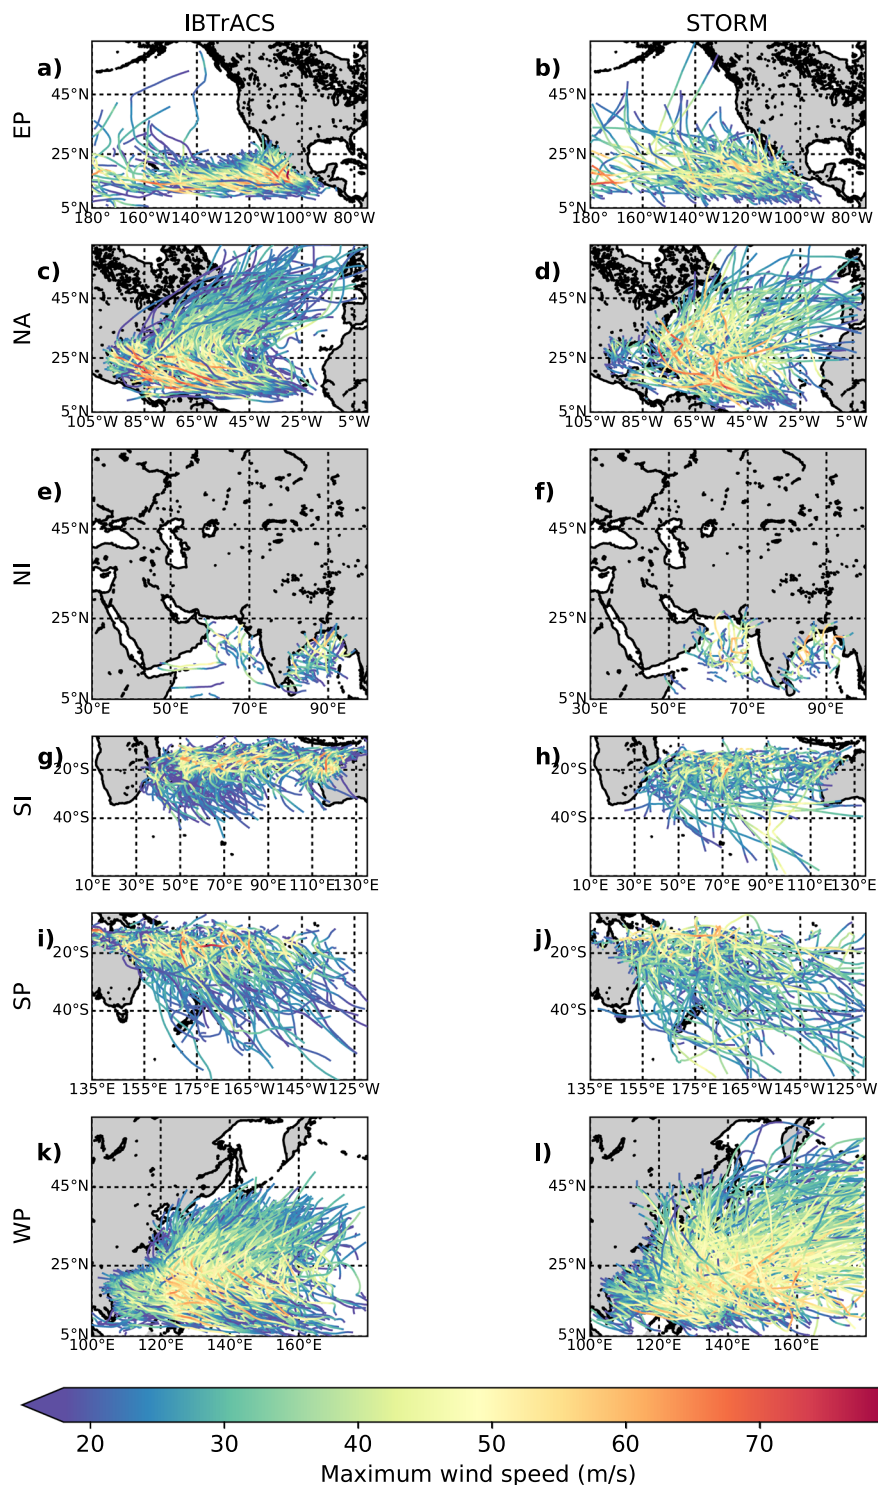 IBTrACS STORM
a) b)
EP
45°N 45°N
25°N 25°N
5°N 5°N
180° 160°W 140°W 120°W 100°W 80°W 180° 160°W 140°W 120°W 100°W 80°W
c) d)
NA
45°N 45°N
25°N 25°N
5°N 5°N
105°W 85°W 65°W 45°W 25°W 5°W 105°W 85°W 65°W 45°W 25°W 5°W
e) f)
NI
45°N 45°N
25°N 25°N
5°N 5°N
30°E 50°E 70°E 90°E 30°E 50°E 70°E 90°E
g) h)
SI
20°S 20°S
40°S 40°S
10°E 30°E 50°E 70°E 90°E 110°E 130°E 10°E 30°E 50°E 70°E 90°E 110°E 130°E
i) j)
SP
20°S 20°S
40°S 40°S
135°E 155°E 175°E 165°W 145°W 125°W 135°E 155°E 175°E 165°W 145°W 125°W
k) l)
WP
45°N 45°N
25°N 25°N
5°N 5°N
100°E 120°E 140°E 160°E 100°E 120°E 140°E 160°E
20 30 40 50 60 70
Maximum wind speed (m/s)